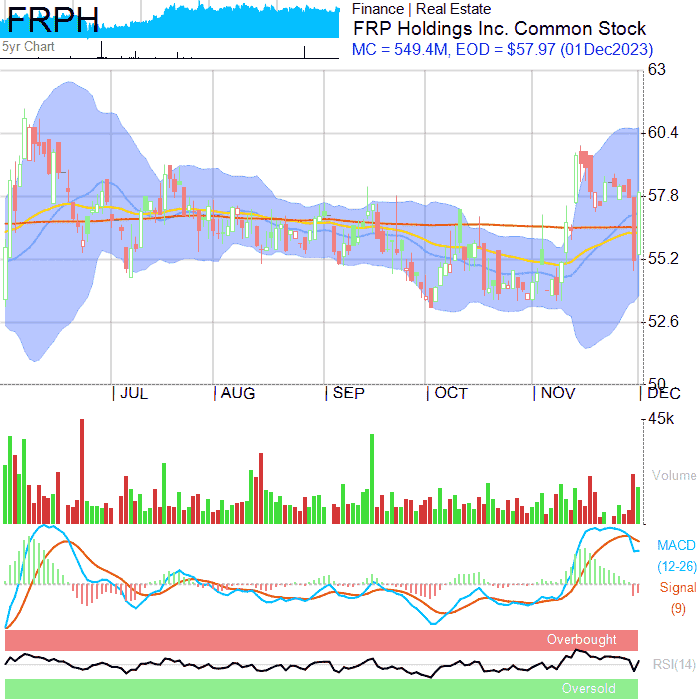 FRPH
5yr Chart
Finance | Real Estate
FRP Holdings Inc. Common Stock
MC = 549.4M, EOD = $57.97 (01Dec2023)
63
60.4
57.8
55.2
52.6
50
JUL AUG SEP OCT NOV DEC
45k
Volume
MACD
(12-26)
Signal
(9)
Overbought
RSI(14)
Oversold